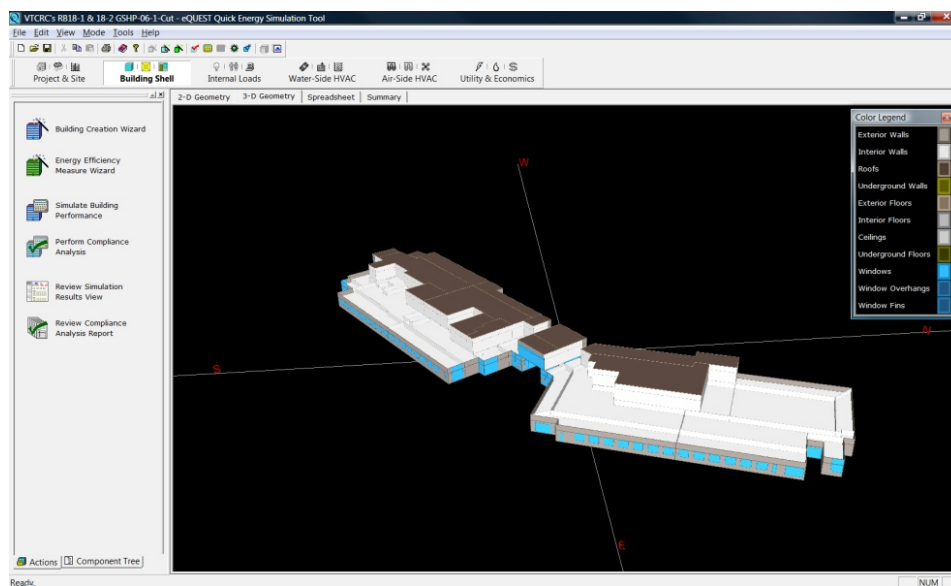 VTCRC's RB18-1 & 18-2 GSHP-06-1-Cut - eQUEST Quick Energy Simulation Tool
File Edit View Mode Tools Help
Project & Site Building Shell Internal Loads Water-Side HVAC Air-Side HVAC Utility & Economics
2-D Geometry 3-D Geometry Spreadsheet Summary
Building Creation Wizard
Energy Efficiency
Measure Wizard
Simulate Building
Performance
Perform Compliance
Analysis
Review Simulation
Results View
Review Compliance
Analysis Report
W
N
S
E
Color Legend
Exterior Walls
Interior Walls
Roofs
Underground Walls
Exterior Floors
Interior Floors
Ceilings
Underground Floors
Windows
Window Overhangs
Window Fins
Actions Component Tree
Ready. NUM